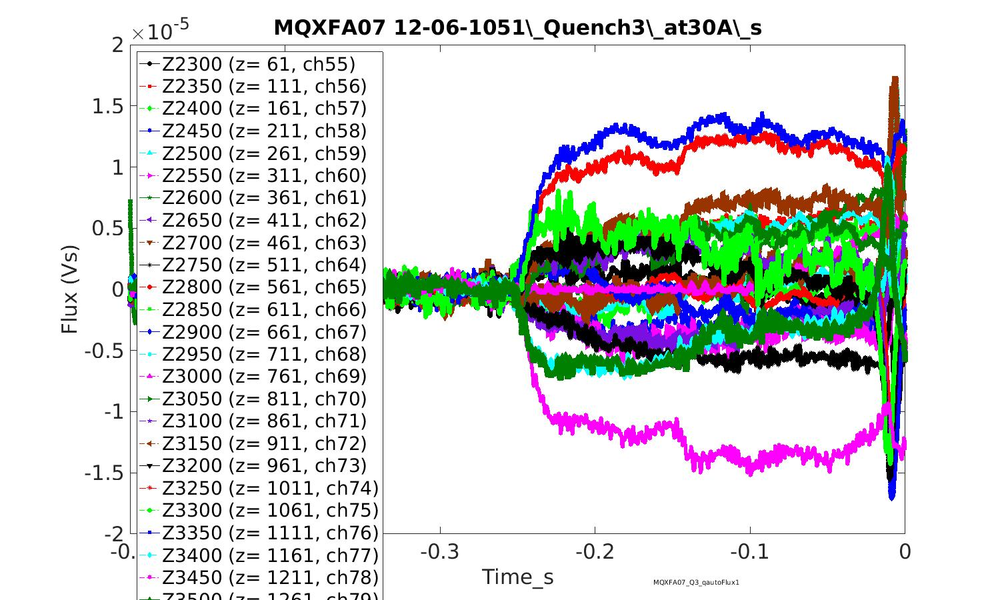 MQXFA07 12-06-1051\_Quench3\_at30A\_s
×10-5
2
1.5
1
0.5
0
-0.5
-1
-1.5
-2
Flux (Vs)
Z2300 (z= 61, ch55)
Z2350 (z= 111, ch56)
Z2400 (z= 161, ch57)
Z2450 (z= 211, ch58)
Z2500 (z= 261, ch59)
Z2550 (z= 311, ch60)
Z2600 (z= 361, ch61)
Z2650 (z= 411, ch62)
Z2700 (z= 461, ch63)
Z2750 (z= 511, ch64)
Z2800 (z= 561, ch65)
Z2850 (z= 611, ch66)
Z2900 (z= 661, ch67)
Z2950 (z= 711, ch68)
Z3000 (z= 761, ch69)
Z3050 (z= 811, ch70)
Z3100 (z= 861, ch71)
Z3150 (z= 911, ch72)
Z3200 (z= 961, ch73)
Z3250 (z= 1011, ch74)
Z3300 (z= 1061, ch75)
Z3350 (z= 1111, ch76)
Z3400 (z= 1161, ch77)
Z3450 (z= 1211, ch78)
Z3500 (z= 1261, ch79)
-0. -0.3 -0.2 -0.1 0
Time_s
MQXFA07_Q3_qautoFlux1